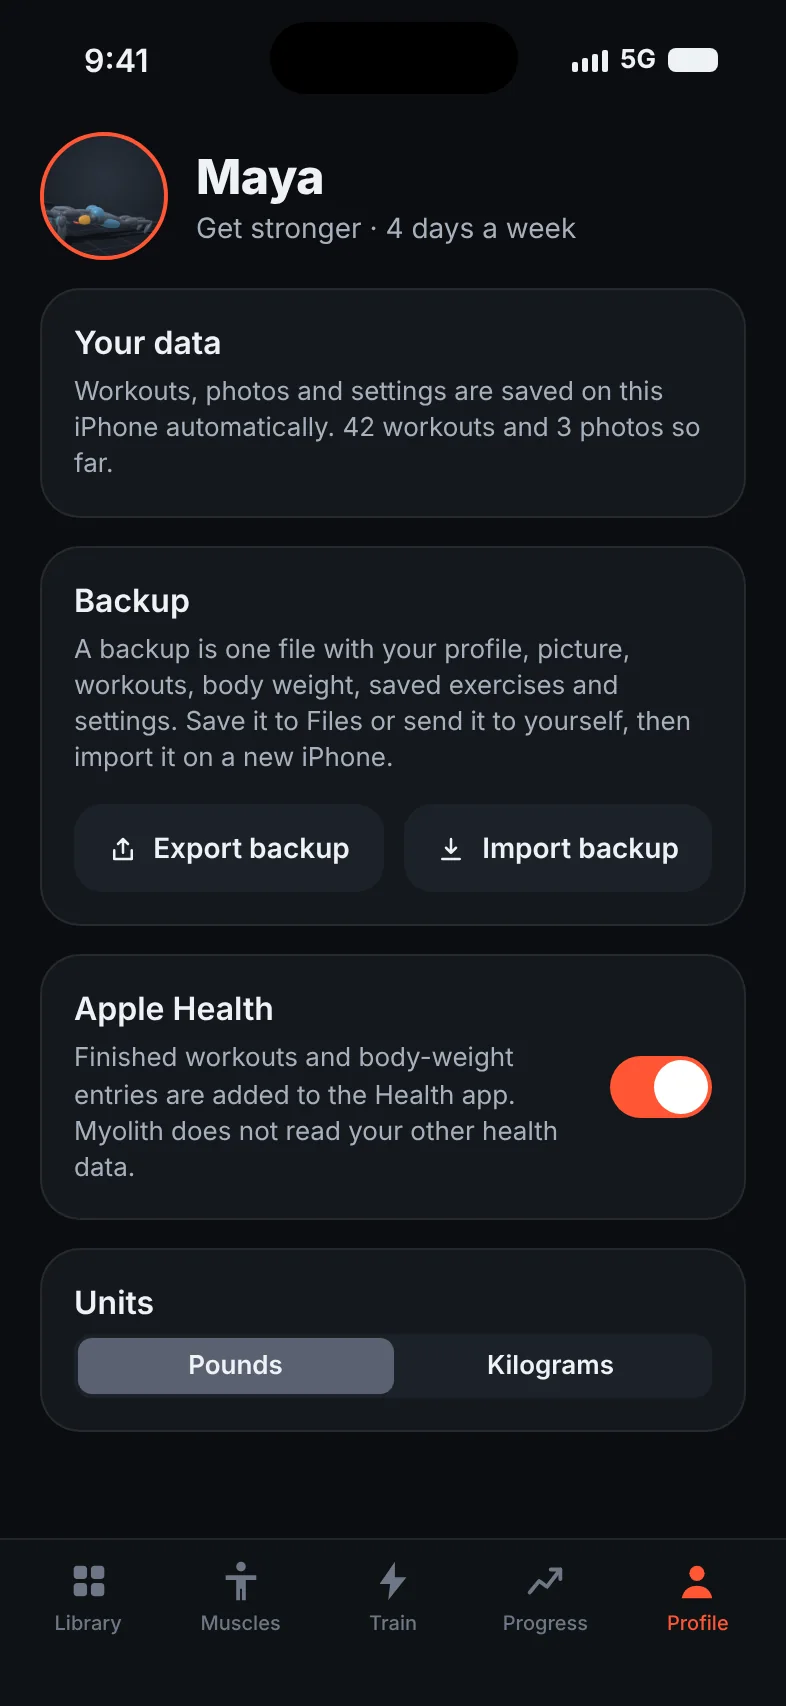 9:41
5G
Maya
Get stronger · 4 days a week
Your data
Workouts, photos and settings are saved on this
iPhone automatically. 42 workouts and 3 photos so
far.
Backup
A backup is one file with your profile, picture,
workouts, body weight, saved exercises and
settings. Save it to Files or send it to yourself, then
import it on a new iPhone.
Export backup
Import backup
Apple Health
Finished workouts and body-weight
entries are added to the Health app.
Myolith does not read your other health
data.
Units
Pounds
Kilograms
Library
Muscles
Train
Progress
Profile